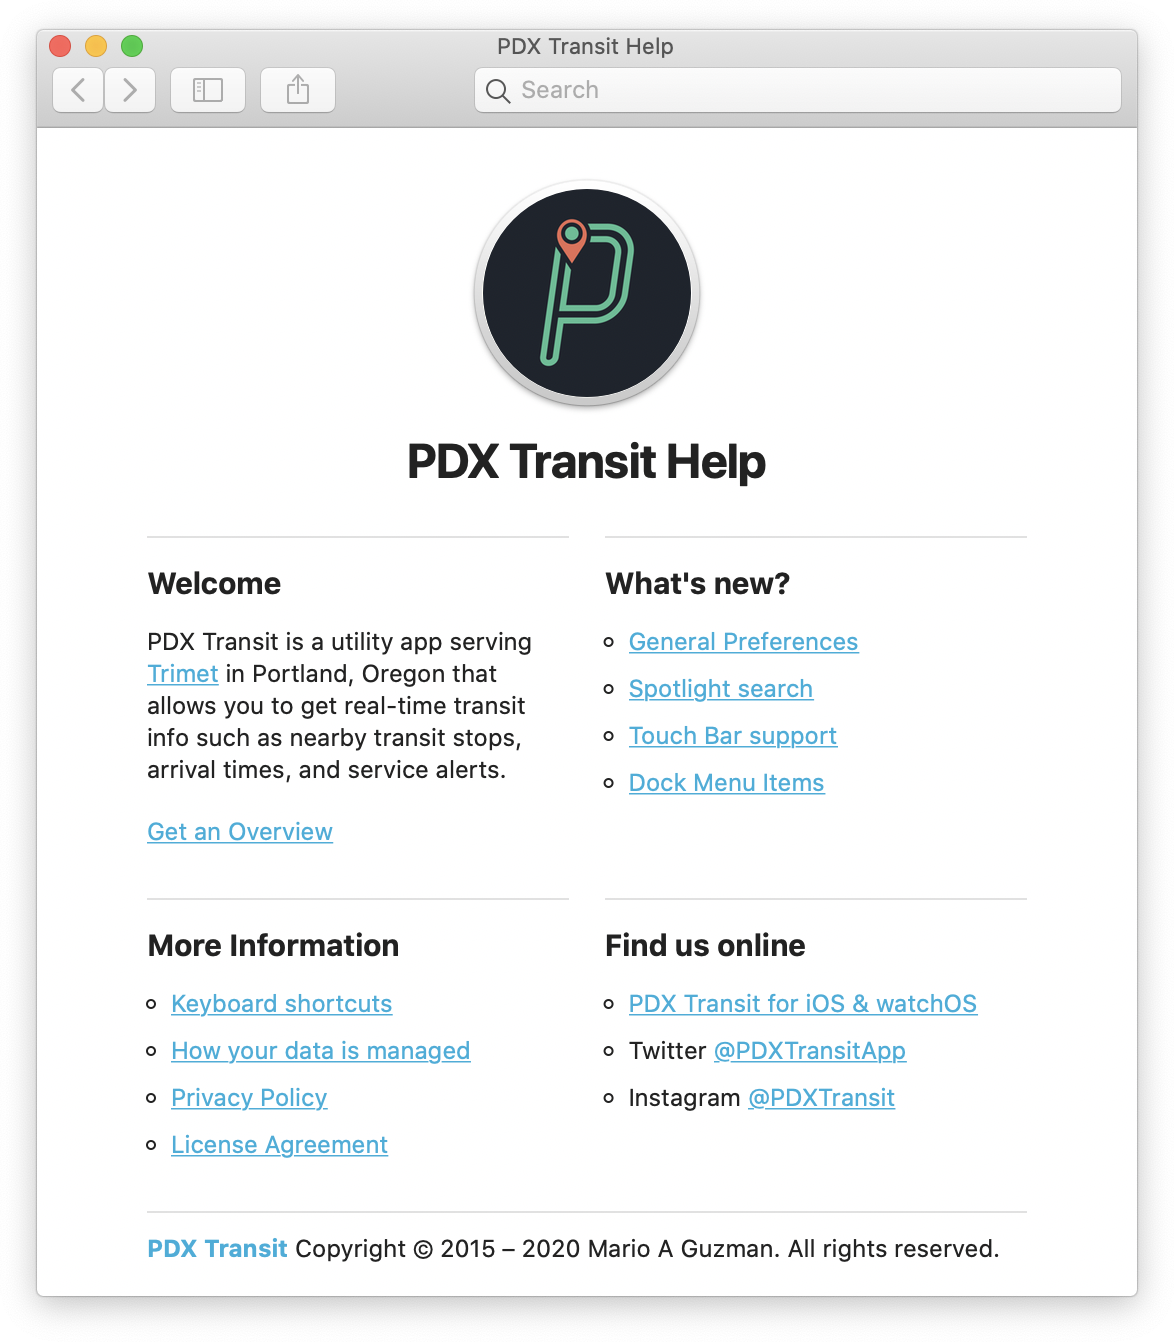 PDX Transit Help
Search
PDX Transit Help
Welcome
PDX Transit is a utility app serving
Trimet in Portland, Oregon that
allows you to get real-time transit
info such as nearby transit stops,
arrival times, and service alerts.
Get an Overview
What's new?
General Preferences
Spotlight search
Touch Bar support
Dock Menu Items
More Information
Keyboard shortcuts
How your data is managed
Privacy Policy
License Agreement
Find us online
PDX Transit for iOS & watchOS
Twitter @PDXTransitApp
Instagram @PDXTransit
PDX Transit Copyright © 2015 – 2020 Mario A Guzman. All rights reserved.